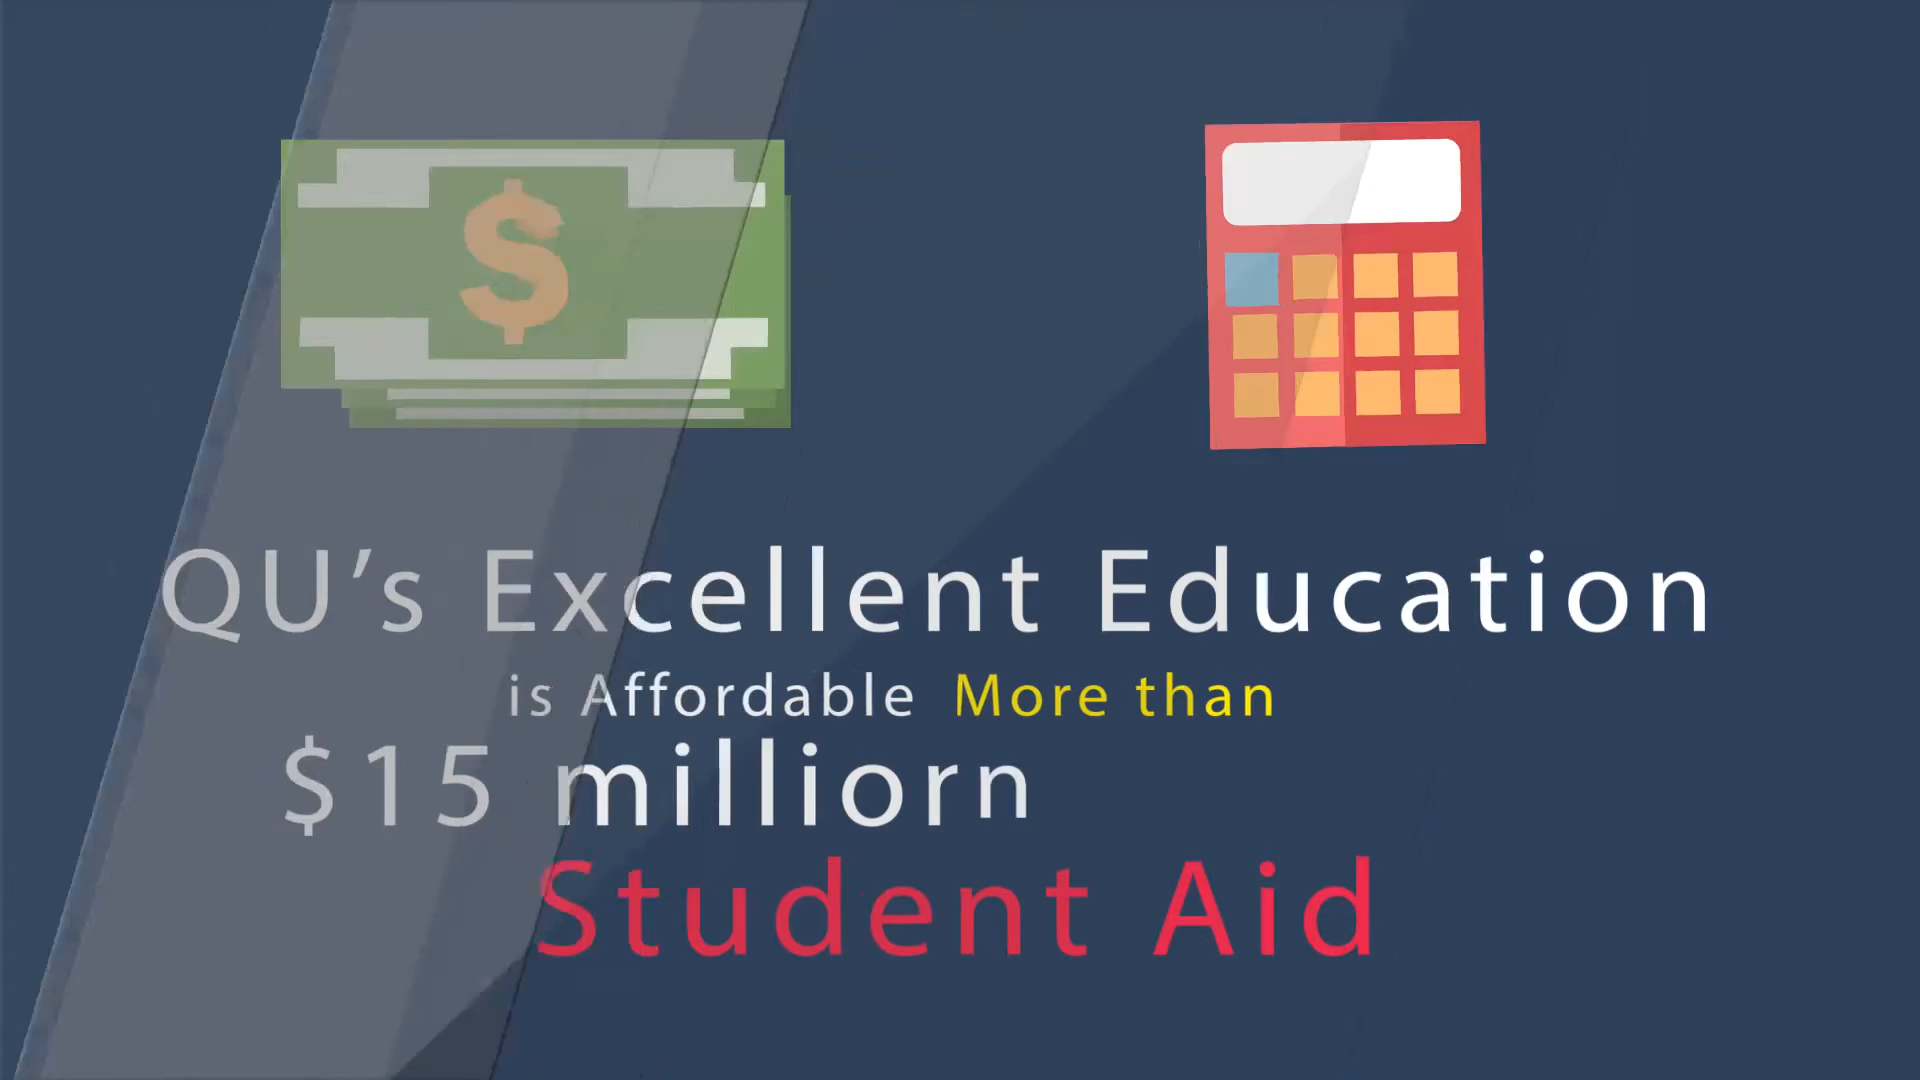 $
QU’s Excellent Education
is Affordable More than
$15 milliorn
Student Aid